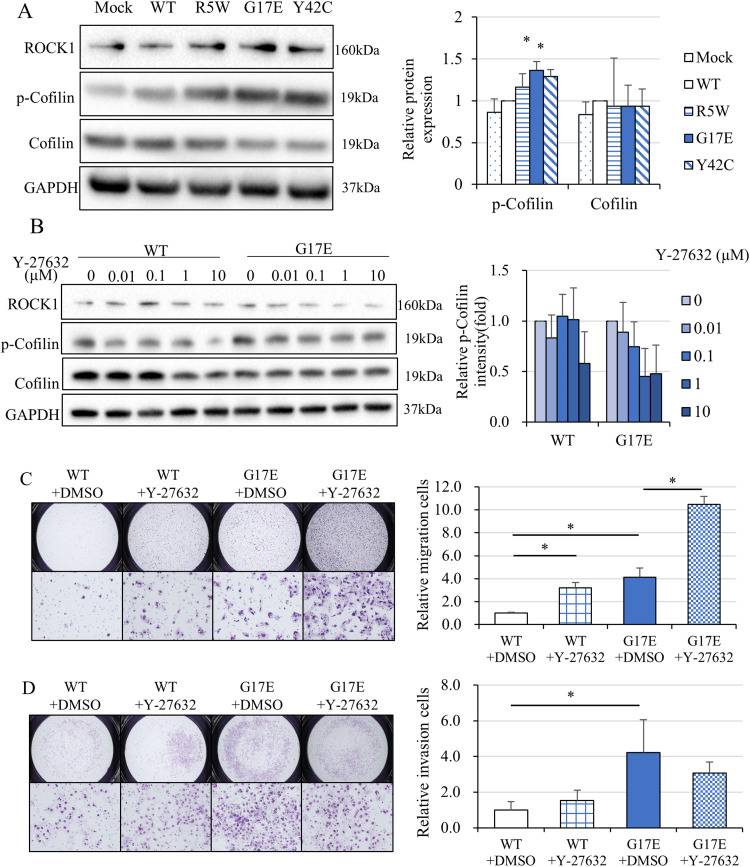 A
Mock WT R5W G17E Y42C
ROCK1 160kDa
p-Cofilin 19kDa
Cofilin 19kDa
GAPDH 37kDa
Relative protein
expression
2
1.5
1
0.5
0
* *
p-Cofilin Cofilin
Mock
WT
R5W
G17E
Y42C
B
WT G17E
Y-27632
(μM)
0 0.01 0.1 1 10 0 0.01 0.1 1 10
ROCK1 160kDa
p-Cofilin 19kDa
Cofilin 19kDa
GAPDH 37kDa
Relative p-Cofilin
intensity(fold)
1.5
1.0
0.5
0.0
WT G17E
Y-27632 (μM)
0
0.01
0.1
1
10
C
WT WT G17E G17E
+DMSO +Y-27632 +DMSO +Y-27632
Relative migration cells
12.0
10.0
8.0
6.0
4.0
2.0
0.0
* * *
WT WT G17E G17E
+DMSO +Y-27632 +DMSO +Y-27632
D
WT WT G17E G17E
+DMSO +Y-27632 +DMSO +Y-27632
Relative invasion cells
8.0
6.0
4.0
2.0
0.0
*
WT WT G17E G17E
+DMSO +Y-27632 +DMSO +Y-27632